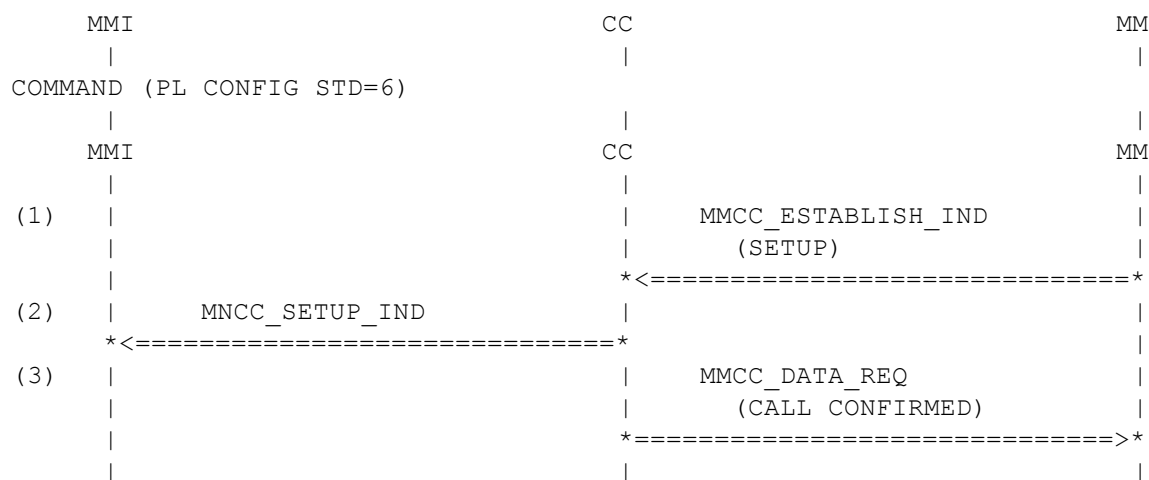 MMI CC MM
| | |
COMMAND (PL CONFIG STD=6)
| | |
MMI CC MM
| | |
(1) | | MMCC_ESTABLISH_IND |
| | (SETUP) |
| *<==============================*
(2) | MNCC_SETUP_IND | |
*<==============================* |
(3) | | MMCC_DATA_REQ |
| | (CALL CONFIRMED) |
| *==============================>*
| | |